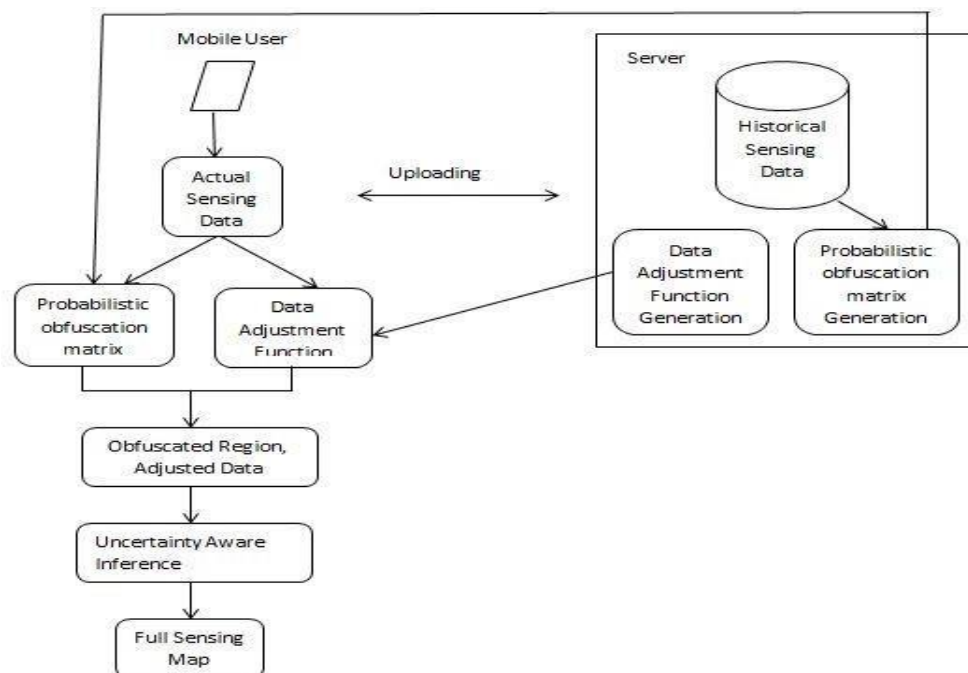 Mobile User
Server
Historical
Sensing
Data
Actual
Sensing
Data
Uploading
Data
Adjustment
Function
Generation
Probabilistic
obfuscation
matrix
Generation
Probabilistic
obfuscation
matrix
Data
Adjustment
Function
Obfuscated Region,
Adjusted Data
Uncertainty Aware
Inference
Full Sensing
Map